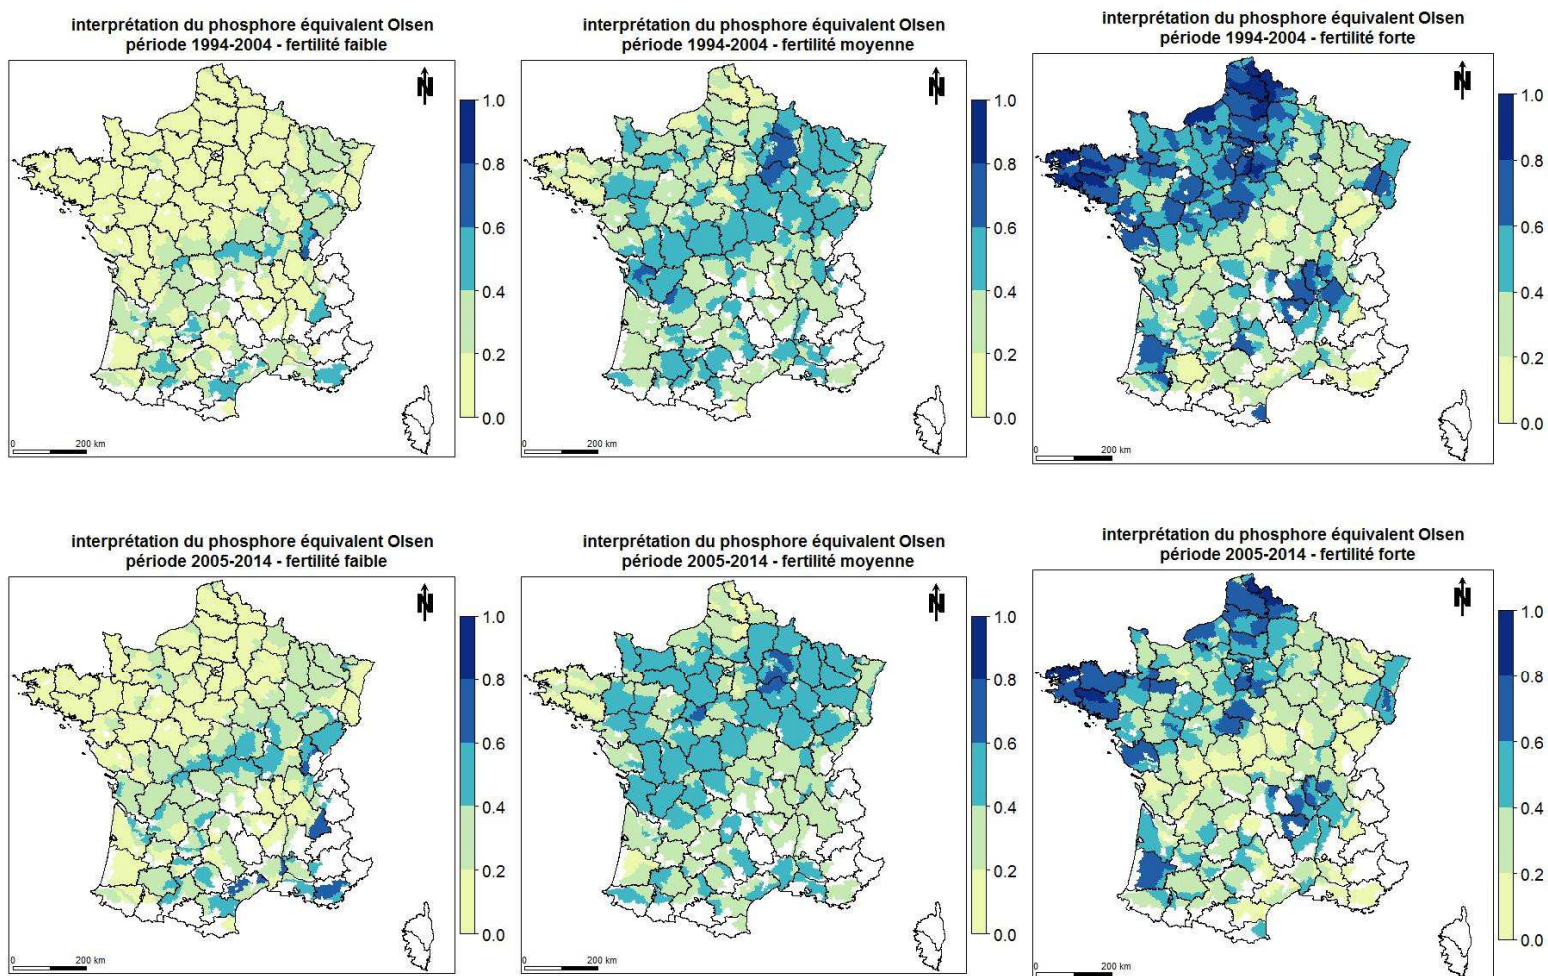 interprétation du phosphore équivalent Olsen
période 1994-2004 - fertilité faible
N
1.0
0.8
0.6
0.4
0.2
0.0
0
200 km
interprétation du phosphore équivalent Olsen
période 1994-2004 - fertilité moyenne
N
1.0
0.8
0.6
0.4
0.2
0.0
0
200 km
interprétation du phosphore équivalent Olsen
période 1994-2004 - fertilité forte
N
1.0
0.8
0.6
0.4
0.2
0.0
0
200 km
interprétation du phosphore équivalent Olsen
période 2005-2014 - fertilité faible
N
1.0
0.8
0.6
0.4
0.2
0.0
0
200 km
interprétation du phosphore équivalent Olsen
période 2005-2014 - fertilité moyenne
N
1.0
0.8
0.6
0.4
0.2
0.0
0
200 km
interprétation du phosphore équivalent Olsen
période 2005-2014 - fertilité forte
N
1.0
0.8
0.6
0.4
0.2
0.0
0
200 km